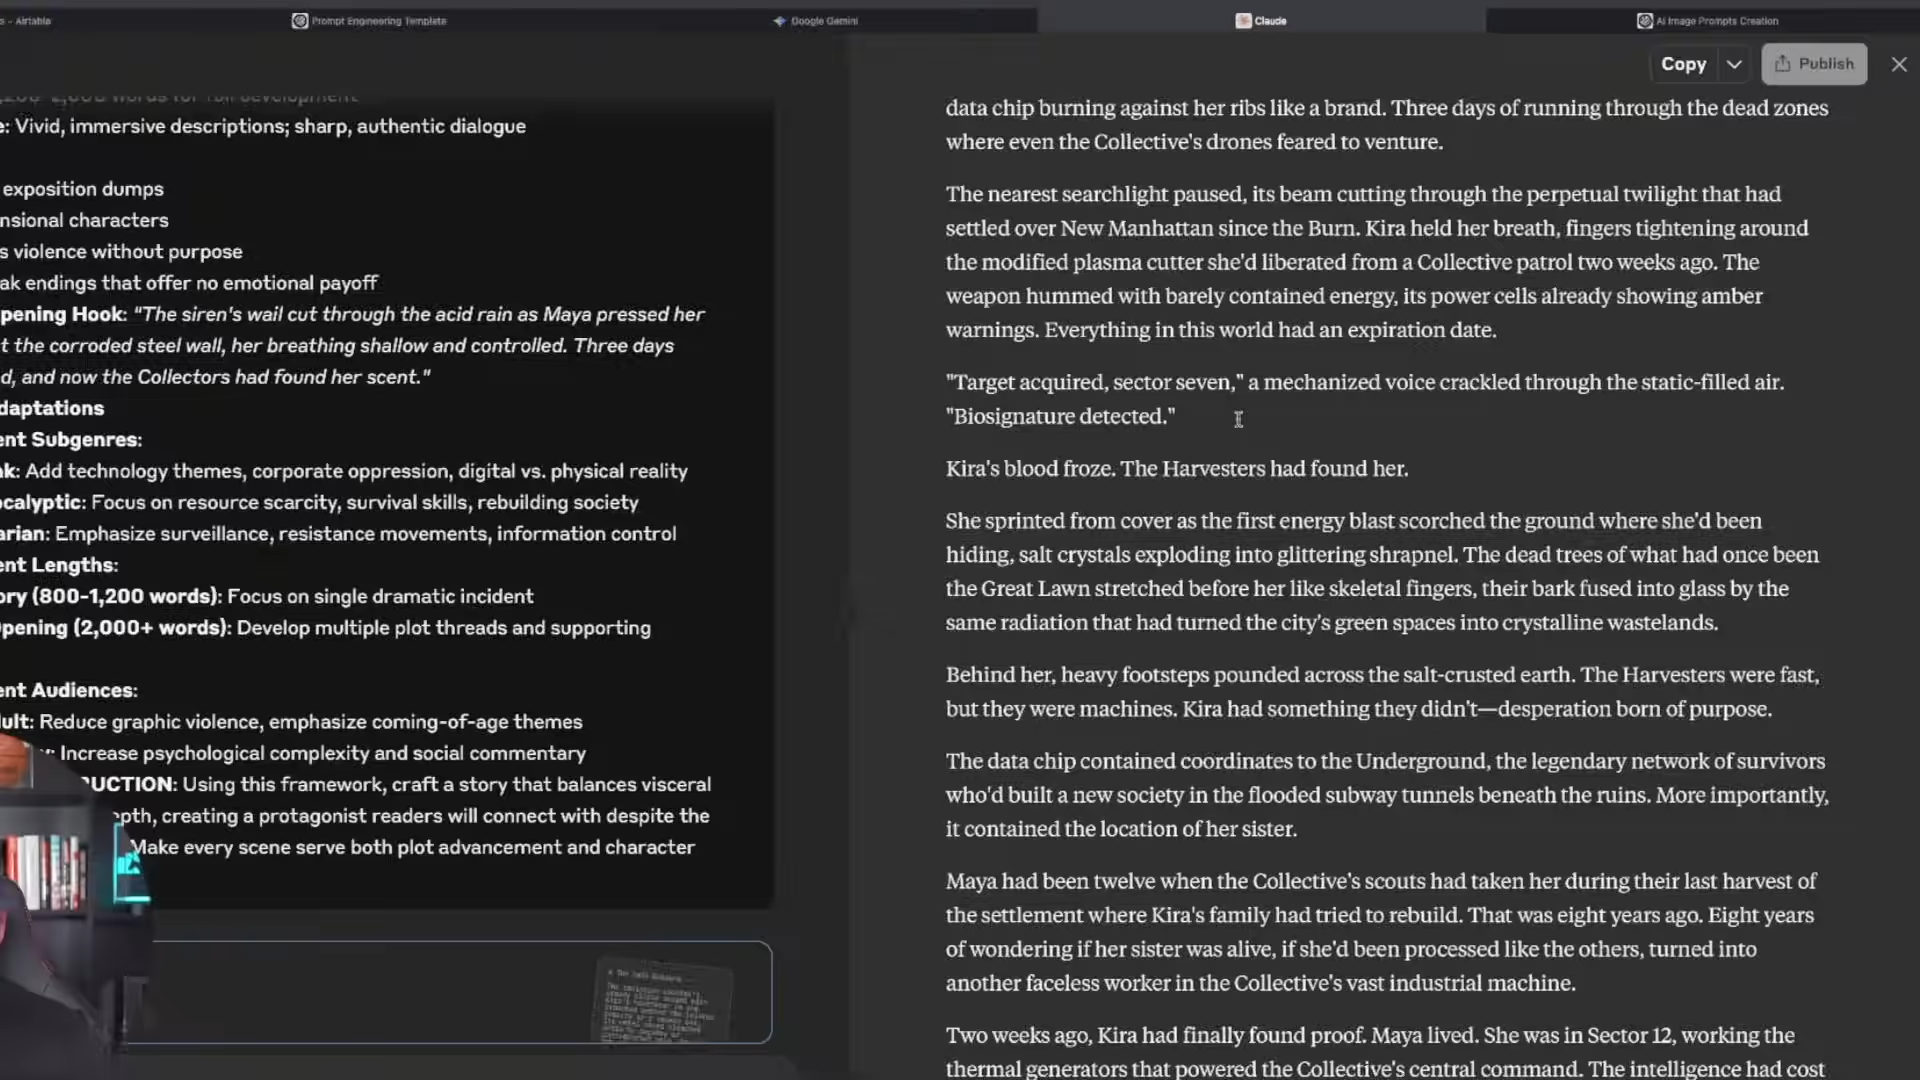 s - Airtable
Prompt Engineering Template
Google Gemini
Claude
AI Image Prompts Creation
Copy
Publish
e: Vivid, immersive descriptions; sharp, authentic dialogue
exposition dumps
nsional characters
s violence without purpose
ak endings that offer no emotional payoff
pening Hook: "The siren's wail cut through the acid rain as Maya pressed her
t the corroded steel wall, her breathing shallow and controlled. Three days
d, and now the Collectors had found her scent."
daptations
ent Subgenres:
nk: Add technology themes, corporate oppression, digital vs. physical reality
ocalyptic: Focus on resource scarcity, survival skills, rebuilding society
arian: Emphasize surveillance, resistance movements, information control
ent Lengths:
ory (800-1,200 words): Focus on single dramatic incident
pening (2,000+ words): Develop multiple plot threads and supporting
ent Audiences:
ult: Reduce graphic violence, emphasize coming-of-age themes
: Increase psychological complexity and social commentary
UCTION: Using this framework, craft a story that balances visceral
epth, creating a protagonist readers will connect with despite the
Make every scene serve both plot advancement and character
data chip burning against her ribs like a brand. Three days of running through the dead zones
where even the Collective's drones feared to venture.
The nearest searchlight paused, its beam cutting through the perpetual twilight that had
settled over New Manhattan since the Burn. Kira held her breath, fingers tightening around
the modified plasma cutter she'd liberated from a Collective patrol two weeks ago. The
weapon hummed with barely contained energy, its power cells already showing amber
warnings. Everything in this world had an expiration date.
"Target acquired, sector seven," a mechanized voice crackled through the static-filled air.
"Biosignature detected."
Kira's blood froze. The Harvesters had found her.
She sprinted from cover as the first energy blast scorched the ground where she'd been
hiding, salt crystals exploding into glittering shrapnel. The dead trees of what had once been
the Great Lawn stretched before her like skeletal fingers, their bark fused into glass by the
same radiation that had turned the city's green spaces into crystalline wastelands.
Behind her, heavy footsteps pounded across the salt-crusted earth. The Harvesters were fast,
but they were machines. Kira had something they didn't—desperation born of purpose.
The data chip contained coordinates to the Underground, the legendary network of survivors
who'd built a new society in the flooded subway tunnels beneath the ruins. More importantly,
it contained the location of her sister.
Maya had been twelve when the Collective's scouts had taken her during their last harvest of
the settlement where Kira's family had tried to rebuild. That was eight years ago. Eight years
of wondering if her sister was alive, if she'd been processed like the others, turned into
another faceless worker in the Collective's vast industrial machine.
Two weeks ago, Kira had finally found proof. Maya lived. She was in Sector 12, working the
thermal generators that powered the Collective's central command. The intelligence had cost